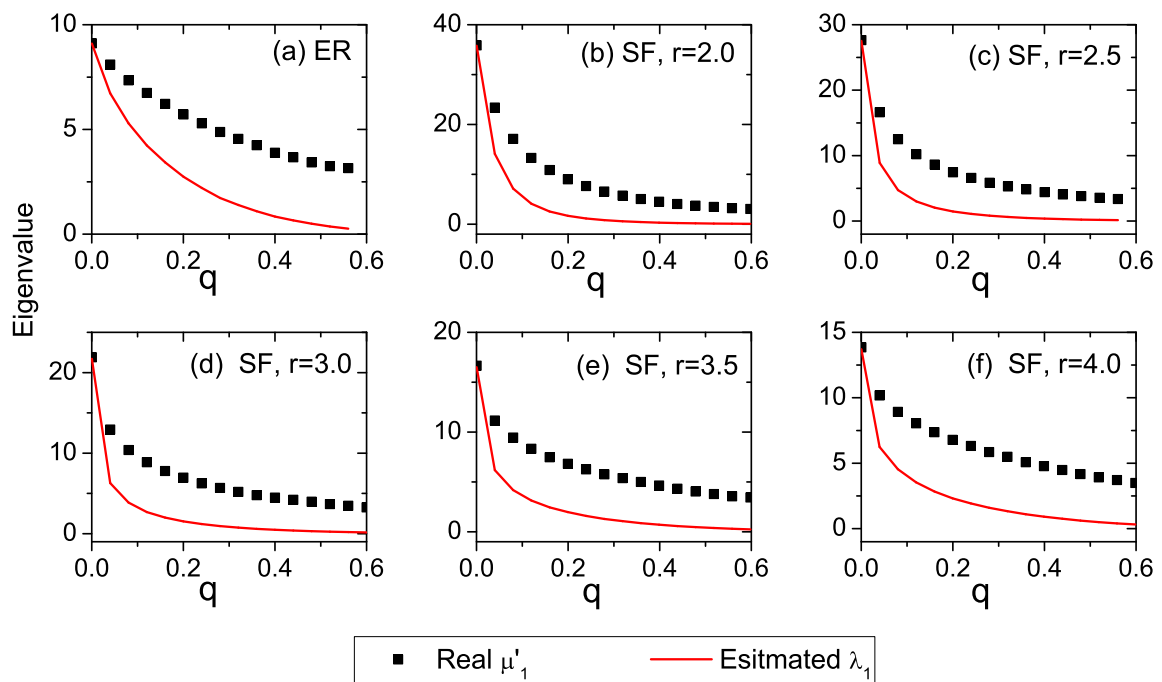 (a) ER
10
5
0
0.0 0.2 0.4 0.6
q
(b) SF, r=2.0
40
20
0
0.0 0.2 0.4 0.6
q
(c) SF, r=2.5
30
20
10
0
0.0 0.2 0.4 0.6
q
Eigenvalue
(d) SF, r=3.0
20
10
0
0.0 0.2 0.4 0.6
q
(e) SF, r=3.5
20
10
0
0.0 0.2 0.4 0.6
q
(f) SF, r=4.0
15
10
5
0
0.0 0.2 0.4 0.6
q
Real μ'₁ Esitmated λ₁